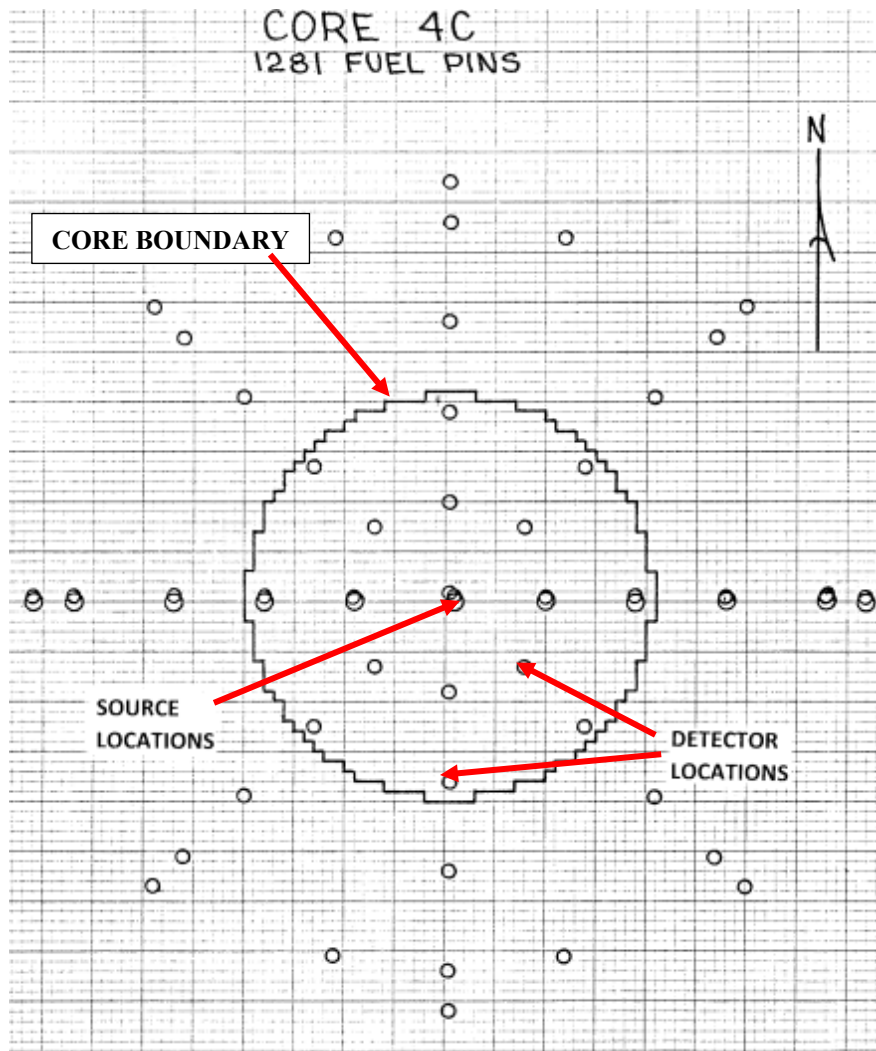 CORE 4C
1281 FUEL PINS
N
CORE BOUNDARY
SOURCE
LOCATIONS
DETECTOR
LOCATIONS